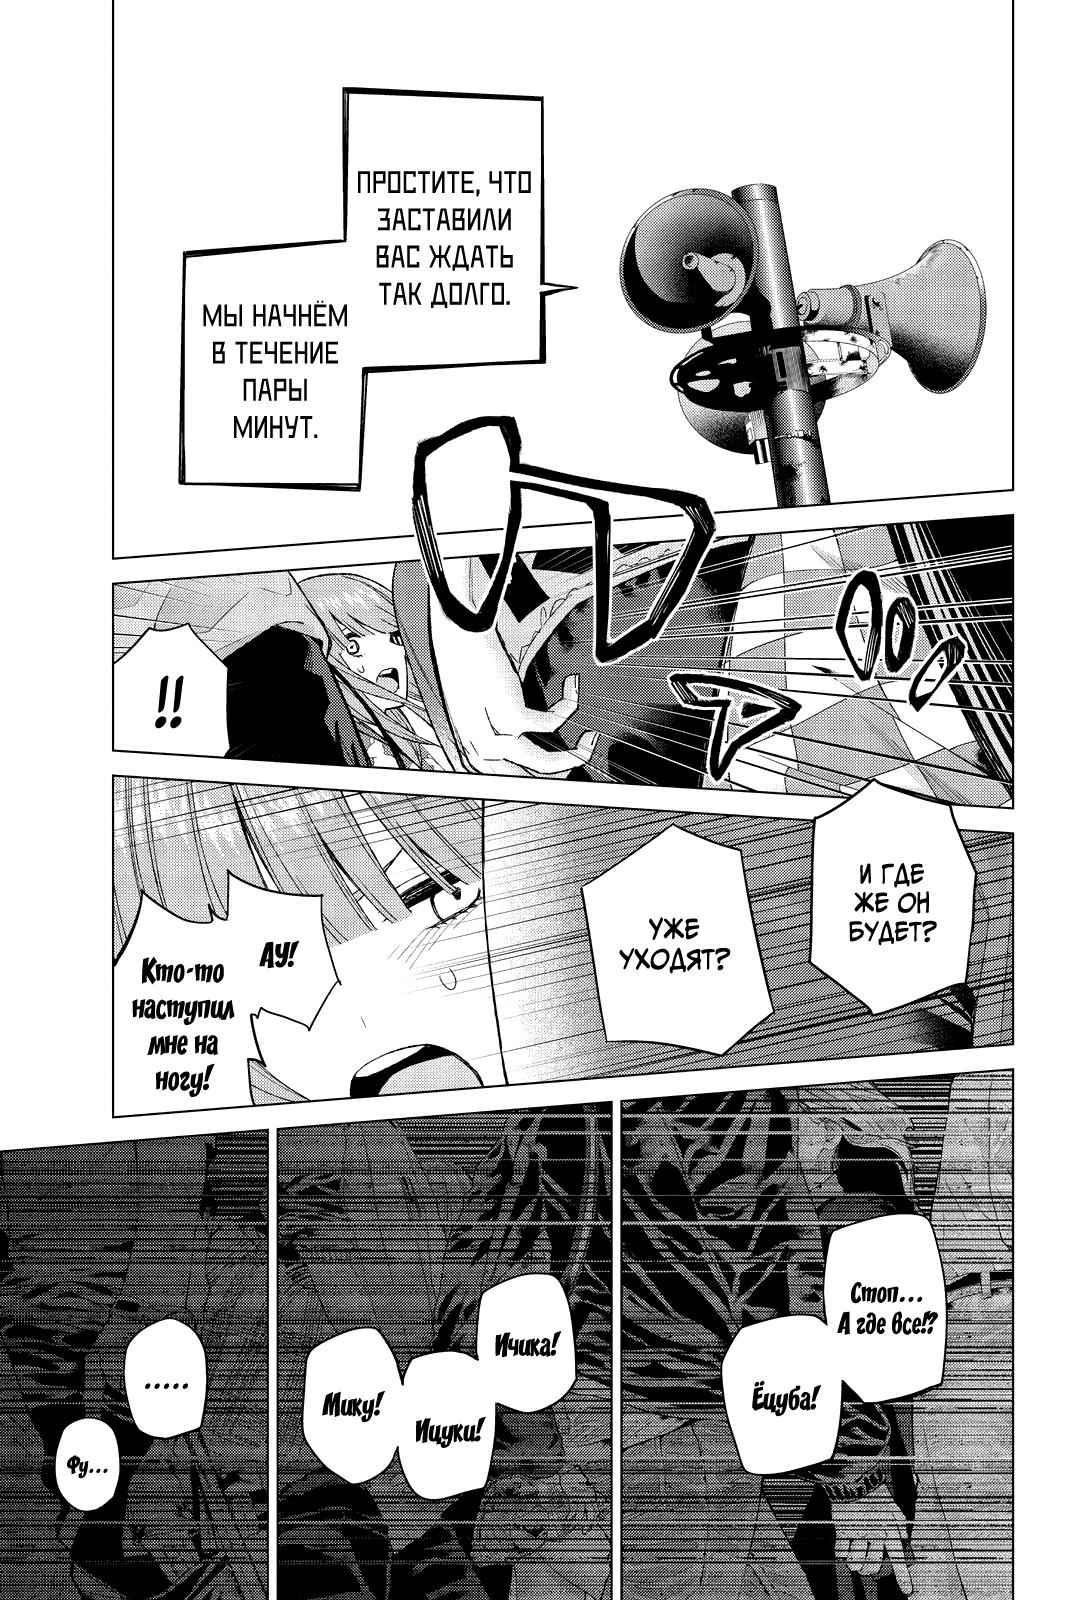 ПРОСТИТЕ, ЧТО
ЗАСТАВИЛИ
ВАС ЖДАТЬ
ТАК ДОЛГО.
МЫ НАЧНЁМ
В ТЕЧЕНИЕ
ПАРЫ
МИНУТ.
!!
И ГДЕ
ЖЕ ОН
БУДЕТ?
УЖЕ
УХОДЯТ?
АУ!
Кто-то
наступил
мне на
ногу!
Стоп...
А где все!?
Ёцуба!
Ичика!
Ицуки!
Мику!
.....
Фу...